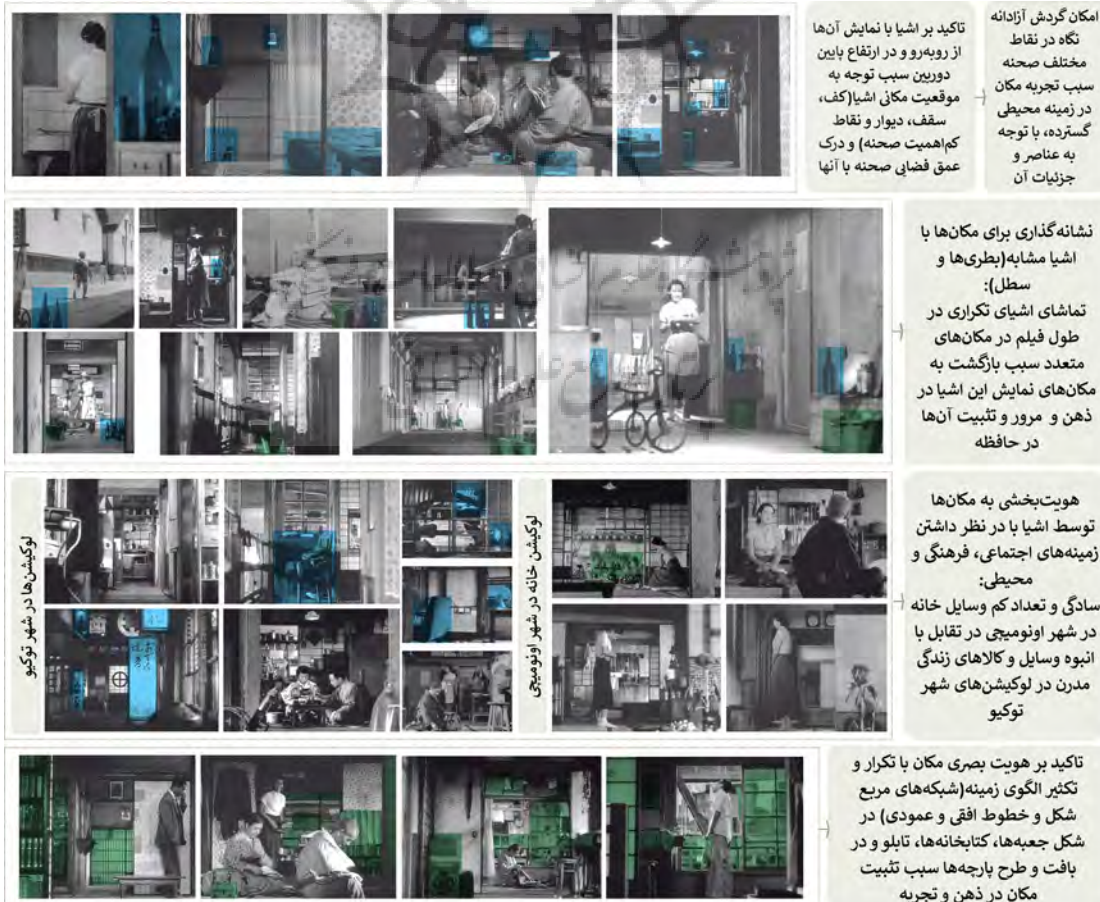 امکان گردش آزادانه
نگاه در نقاط
مختلف صحنه
سبب تجربه مکان
در زمینه محیطی
گسترده، با توجه
به عناصر و
جزئیات آن
تاکید بر اشیا با نمایش آن‌ها
از روبه‌رو و در ارتفاع پایین
دوربین سبب توجه به
موقعیت مکانی اشیا(کف،
سقف، دیوار و نقاط
کم‌اهمیت صحنه) و درک
عمق فضایی صحنه با آنها
نشانه‌گذاری برای مکان‌ها با
اشیا مشابه(بطری‌ها و
سطل):
تماشای اشیای تکراری در
طول فیلم در مکان‌های
متعدد سبب بازگشت به
مکان‌های نمایش این اشیا در
ذهن و مرور و تثبیت آن‌ها
در حافظه
هویت‌بخشی به مکان‌ها
توسط اشیا با در نظر داشتن
زمینه‌های اجتماعی، فرهنگی و
محیطی:
سادگی و تعداد کم وسایل خانه
در شهر اونومیچی در تقابل با
انبوه وسایل و کالاهای زندگی
مدرن در لوکیشن‌های شهر
توکیو
لوکیشن خانه در شهر اونومیچی
لوکیشن‌ها در شهر توکیو
تاکید بر هویت بصری مکان با تکرار و
تکثیر الگوی زمینه(شبکه‌های مربع
شکل و خطوط افقی و عمودی) در
شکل جعبه‌ها، کتابخانه‌ها، تابلو و در
بافت و طرح پارچه‌ها سبب تثبیت
مکان در ذهن و تجربه